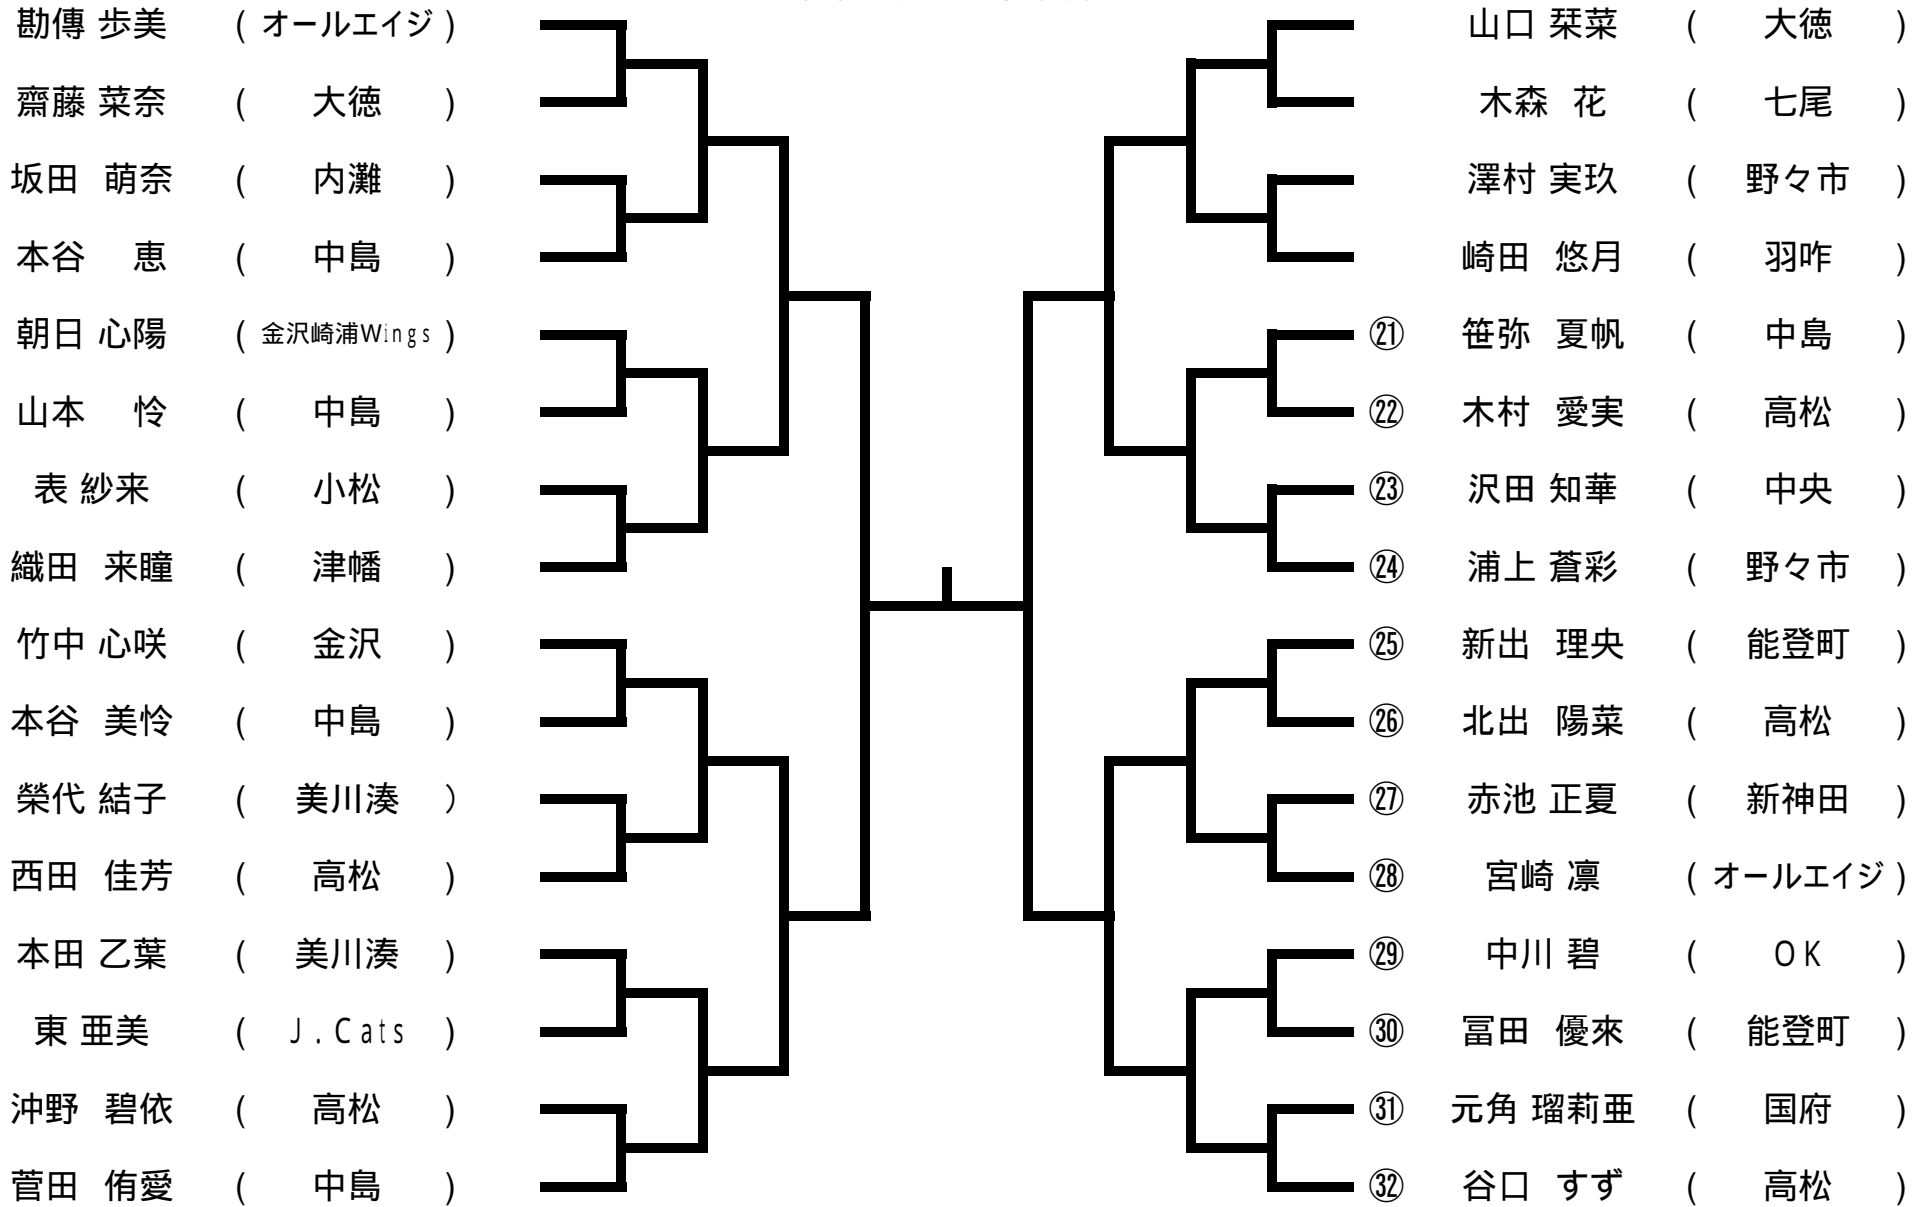 勘傳 歩美 ( オールエイジ )
齋藤 菜奈 ( 大徳 )
坂田 萌奈 ( 内灘 )
本谷 恵 ( 中島 )
朝日 心陽 ( 金沢崎浦Wings )
山本 怜 ( 中島 )
表 紗来 ( 小松 )
織田 来瞳 ( 津幡 )
竹中 心咲 ( 金沢 )
本谷 美怜 ( 中島 )
榮代 結子 ( 美川湊 )
西田 佳芳 ( 高松 )
本田 乙葉 ( 美川湊 )
東 亜美 ( J.Cats )
沖野 碧依 ( 高松 )
菅田 侑愛 ( 中島 )
山口 栞菜 ( 大徳 )
木森 花 ( 七尾 )
澤村 実玖 ( 野々市 )
崎田 悠月 ( 羽咋 )
㉑ 笹弥 夏帆 ( 中島 )
㉒ 木村 愛実 ( 高松 )
㉓ 沢田 知華 ( 中央 )
㉔ 浦上 蒼彩 ( 野々市 )
㉕ 新出 理央 ( 能登町 )
㉖ 北出 陽菜 ( 高松 )
㉗ 赤池 正夏 ( 新神田 )
㉘ 宮崎 凛 ( オールエイジ )
㉙ 中川 碧 ( OK )
㉚ 冨田 優來 ( 能登町 )
㉛ 元角 瑠莉亜 ( 国府 )
㉜ 谷口 すず ( 高松 )